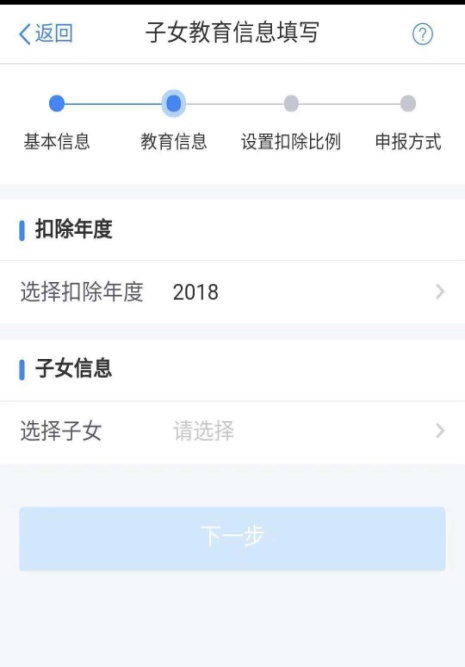 返回 子女教育信息填写 ?
基本信息 教育信息 设置扣除比例 申报方式
扣除年度
选择扣除年度 2018
子女信息
选择子女 请选择
下一步